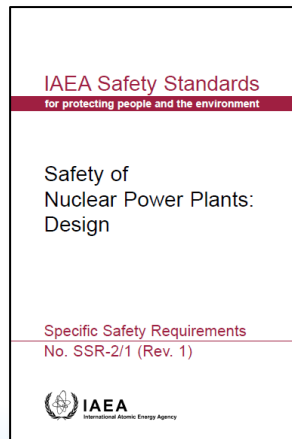 IAEA Safety Standards
for protecting people and the environment
Safety of
Nuclear Power Plants:
Design
Specific Safety Requirements
No. SSR-2/1 (Rev. 1)
IAEA
International Atomic Energy Agency